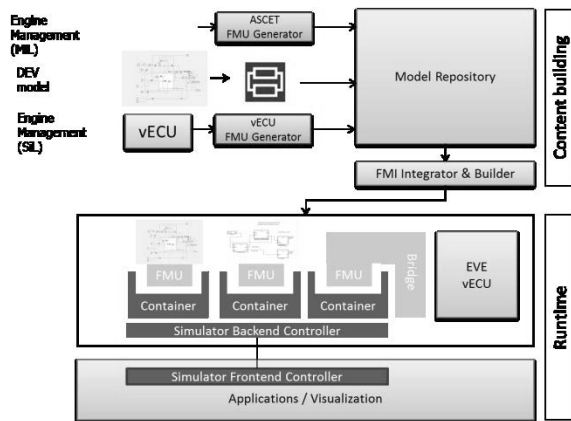 Engine
Management
(MiL)
ASCET
FMU Generator
DEV
model
Model Repository
Engine
Management
(SiL)
vECU
vECU
FMU Generator
FMI Integrator & Builder
Content building
FMU
FMU
FMU
Bridge
EVE
vECU
Container
Container
Container
Simulator Backend Controller
Runtime
Simulator Frontend Controller
Applications / Visualization